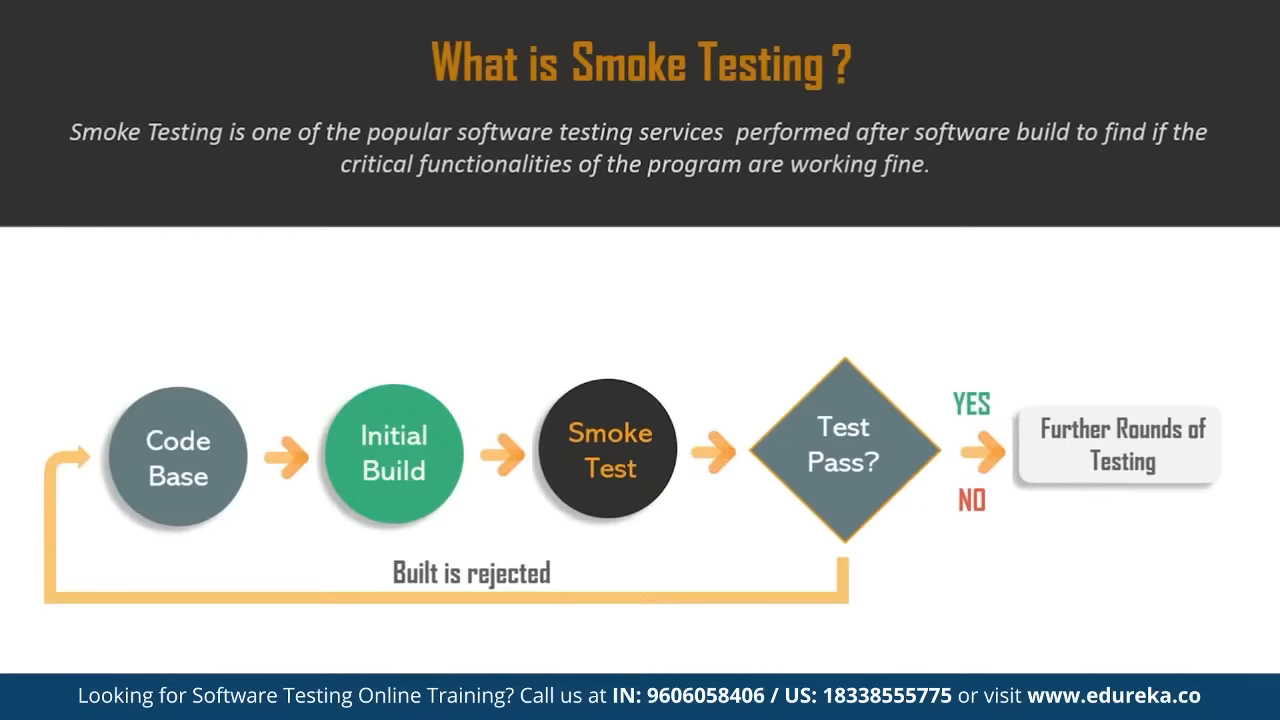 What is Smoke Testing ?
Smoke Testing is one of the popular software testing services performed after software build to find if the
critical functionalities of the program are working fine.
Code
Base
Initial
Build
Smoke
Test
Test
Pass?
YES
NO
Further Rounds of
Testing
Built is rejected
Looking for Software Testing Online Training? Call us at IN: 9606058406 / US: 18338555775 or visit www.edureka.co